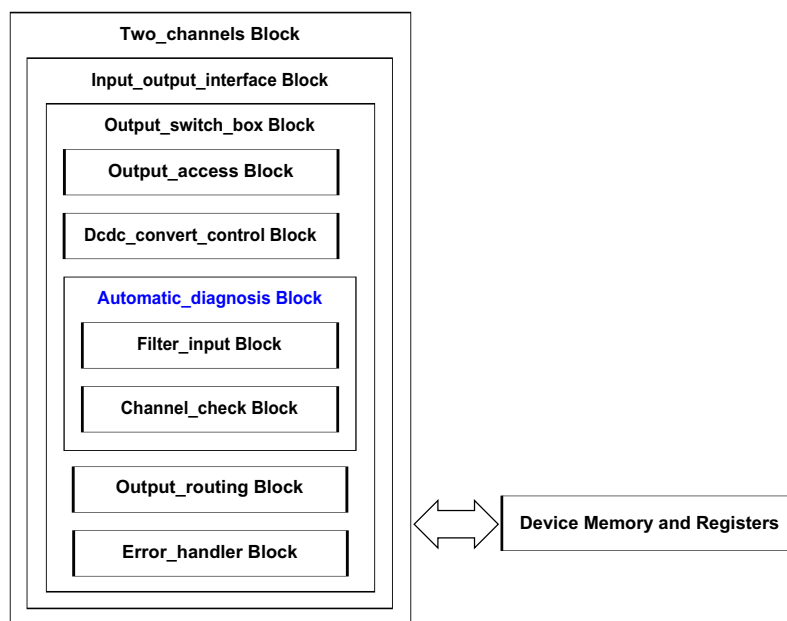 Two_channels Block
Input_output_interface Block
Output_switch_box Block
Output_access Block
Dcdc_convert_control Block
Automatic_diagnosis Block
Filter_input Block
Channel_check Block
Output_routing Block
Error_handler Block
Device Memory and Registers